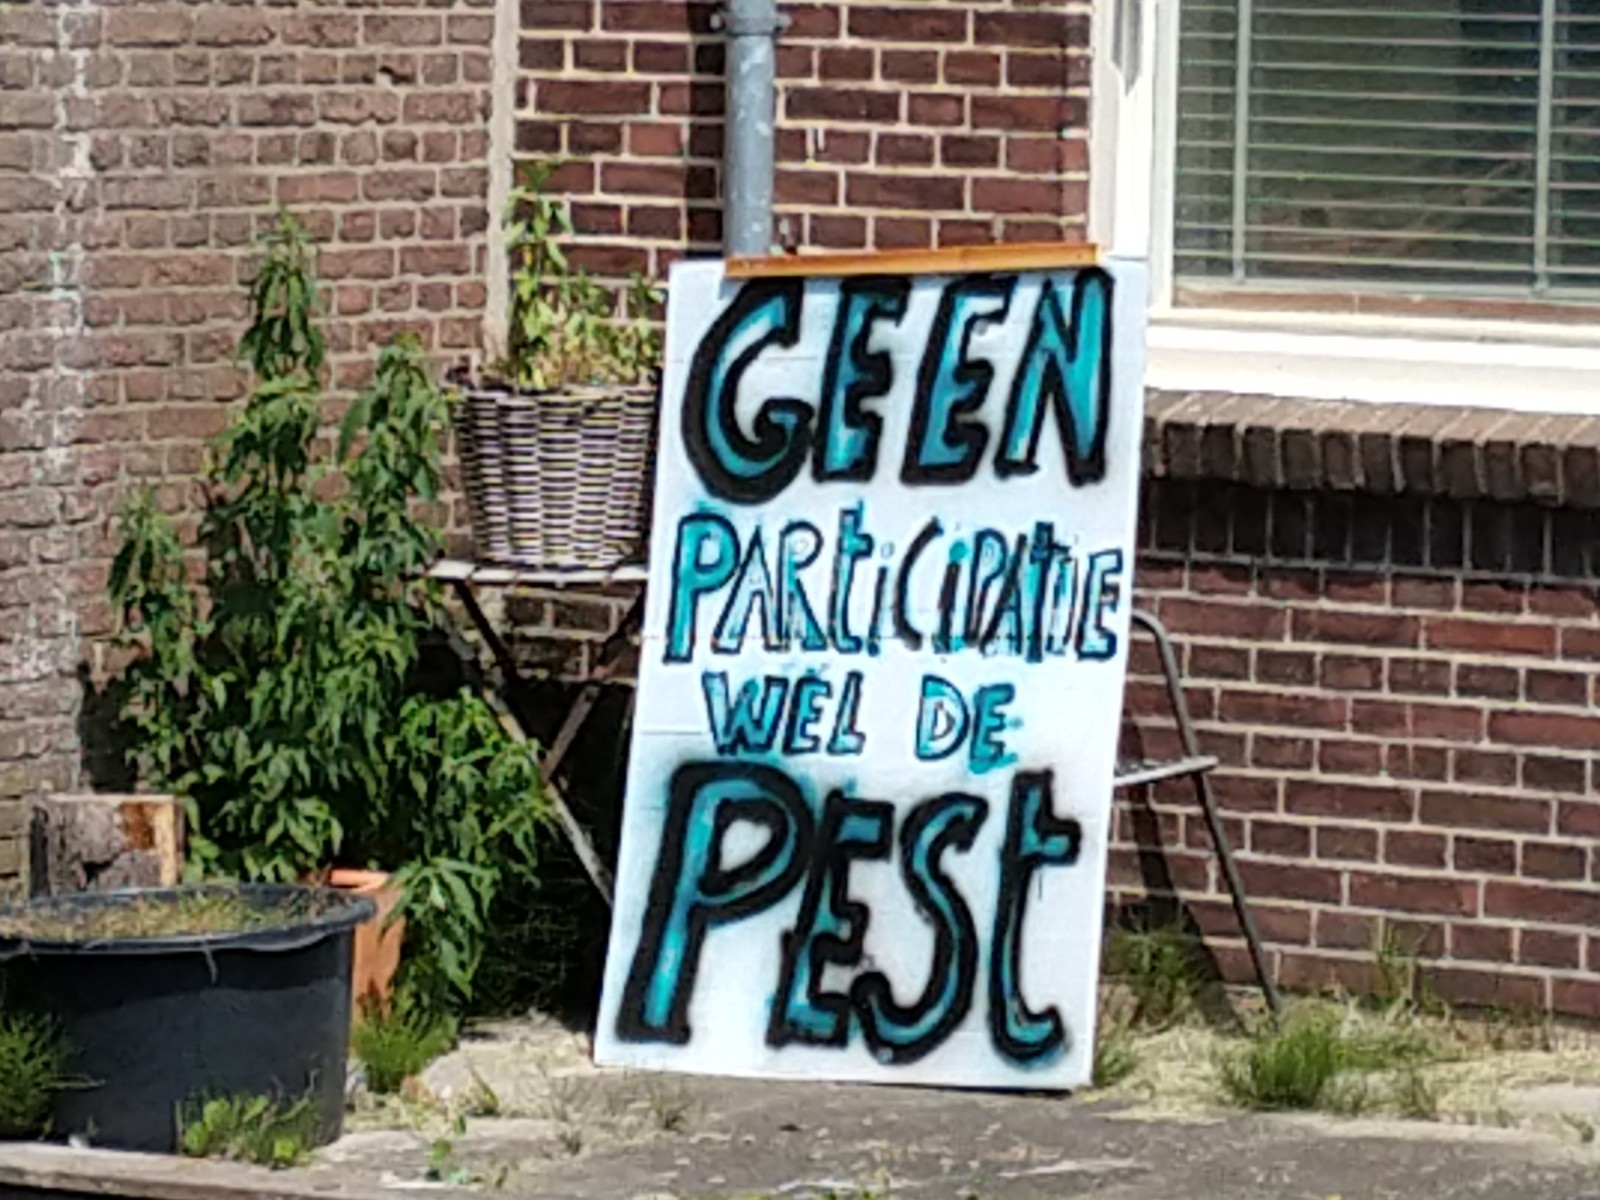 GEEN
PARtiCiPAtIE
WEL DE
PESt